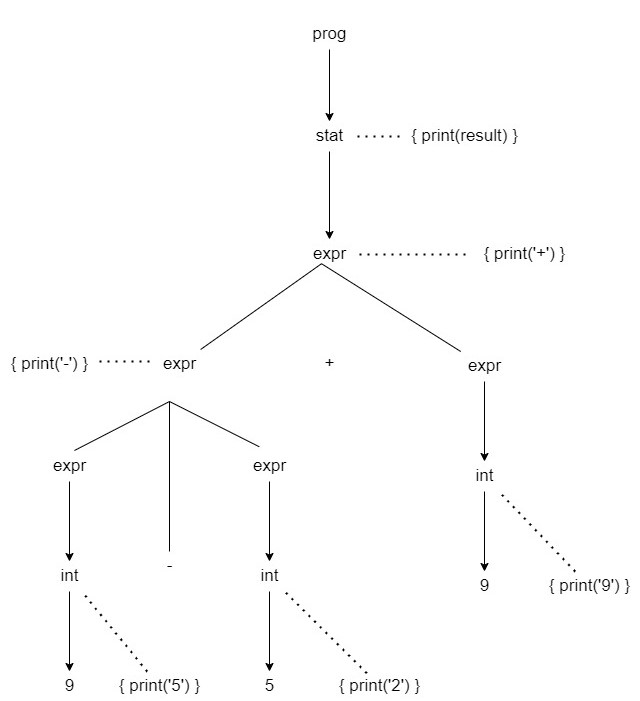 prog
stat ······ { print(result) }
expr ············· { print('+') }
{ print('-') } ······· expr + expr
expr expr
int
int - int
9 { print('9') }
9 { print('5') } 5 { print('2') }